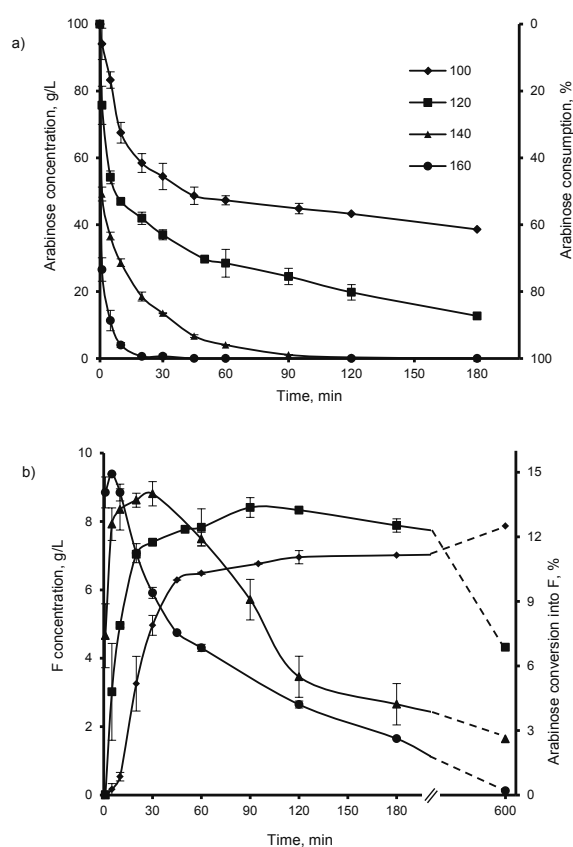 a)
Arabinose concentration, g/L
100
80
60
40
20
0
0
20
40
60
80
100
Arabinose consumption, %
100
120
140
160
0 30 60 90 120 150 180
Time, min
b)
F concentration, g/L
10
8
6
4
2
0
15
12
9
6
3
0
Arabinose conversion into F, %
0 30 60 90 120 150 180 // 600
Time, min